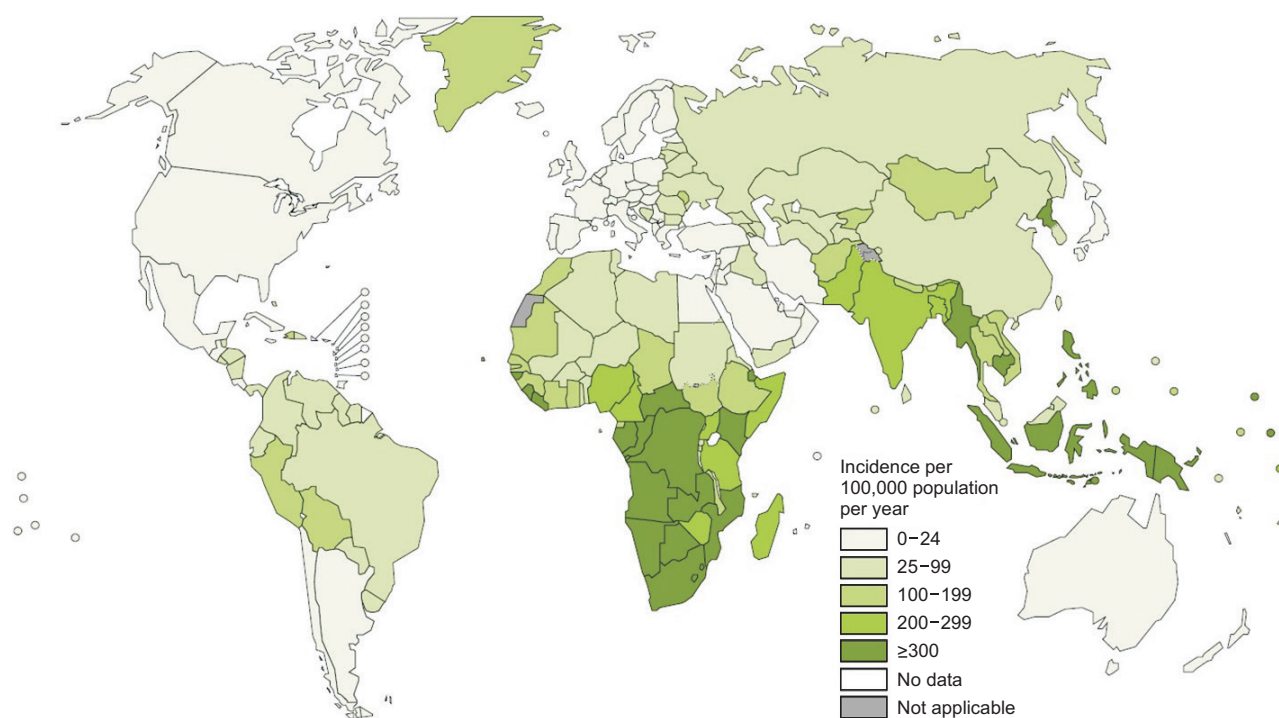 Incidence per
100,000 population
per year
0−24
25−99
100−199
200−299
≥300
No data
Not applicable